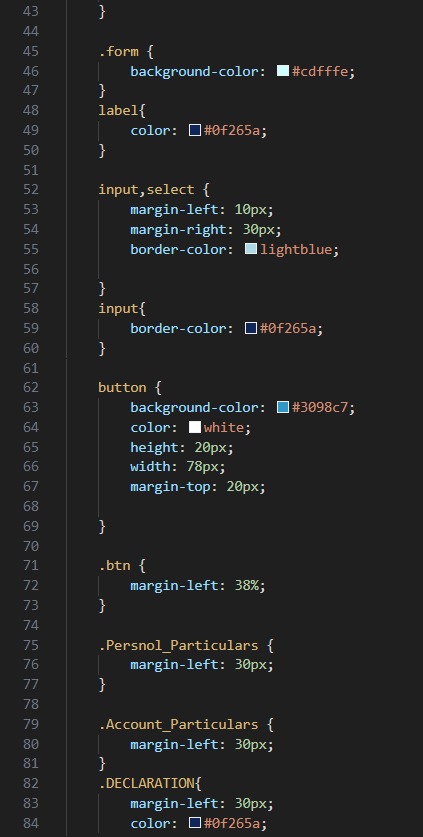 43 }
44
45 .form {
46 background-color: #cdfffe;
47 }
48 label{
49 color: #0f265a;
50 }
51
52 input,select {
53 margin-left: 10px;
54 margin-right: 30px;
55 border-color: lightblue;
56
57 }
58 input{
59 border-color: #0f265a;
60 }
61
62 button {
63 background-color: #3098c7;
64 color: white;
65 height: 20px;
66 width: 78px;
67 margin-top: 20px;
68
69 }
70
71 .btn {
72 margin-left: 38%;
73 }
74
75 .Persnol_Particulars {
76 margin-left: 30px;
77 }
78
79 .Account_Particulars {
80 margin-left: 30px;
81 }
82 .DECLARATION{
83 margin-left: 30px;
84 color: #0f265a;